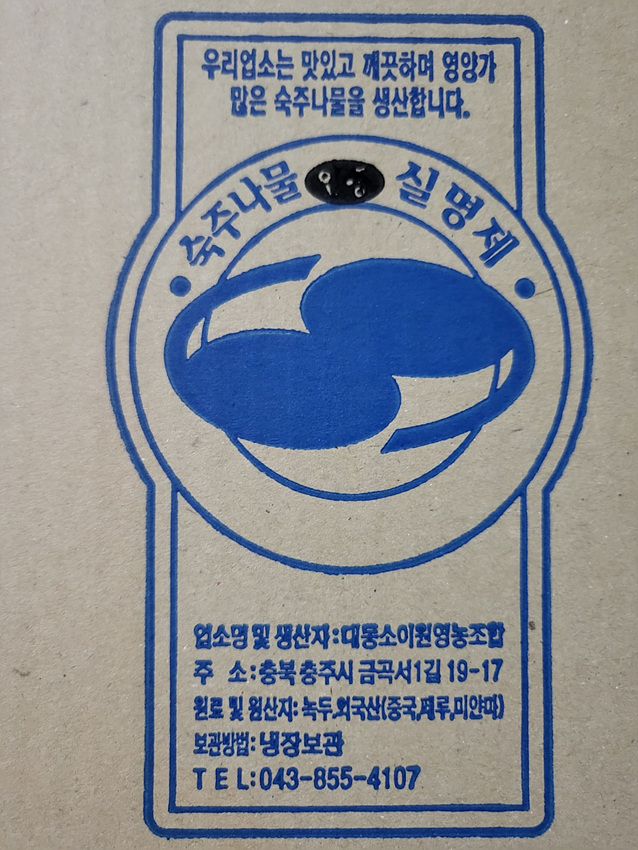 우리업소는 맛있고 깨끗하며 영양가
많은 숙주나물을 생산합니다.
숙주나물 실명제
업소명 및 생산자:대풍소이원영농조합
주 소:충북 충주시 금곡서1길 19-17
원료 및 원산지: 녹두,외국산(중국,페루,미얀마)
보관방법:냉장보관
T E L:043-855-4107